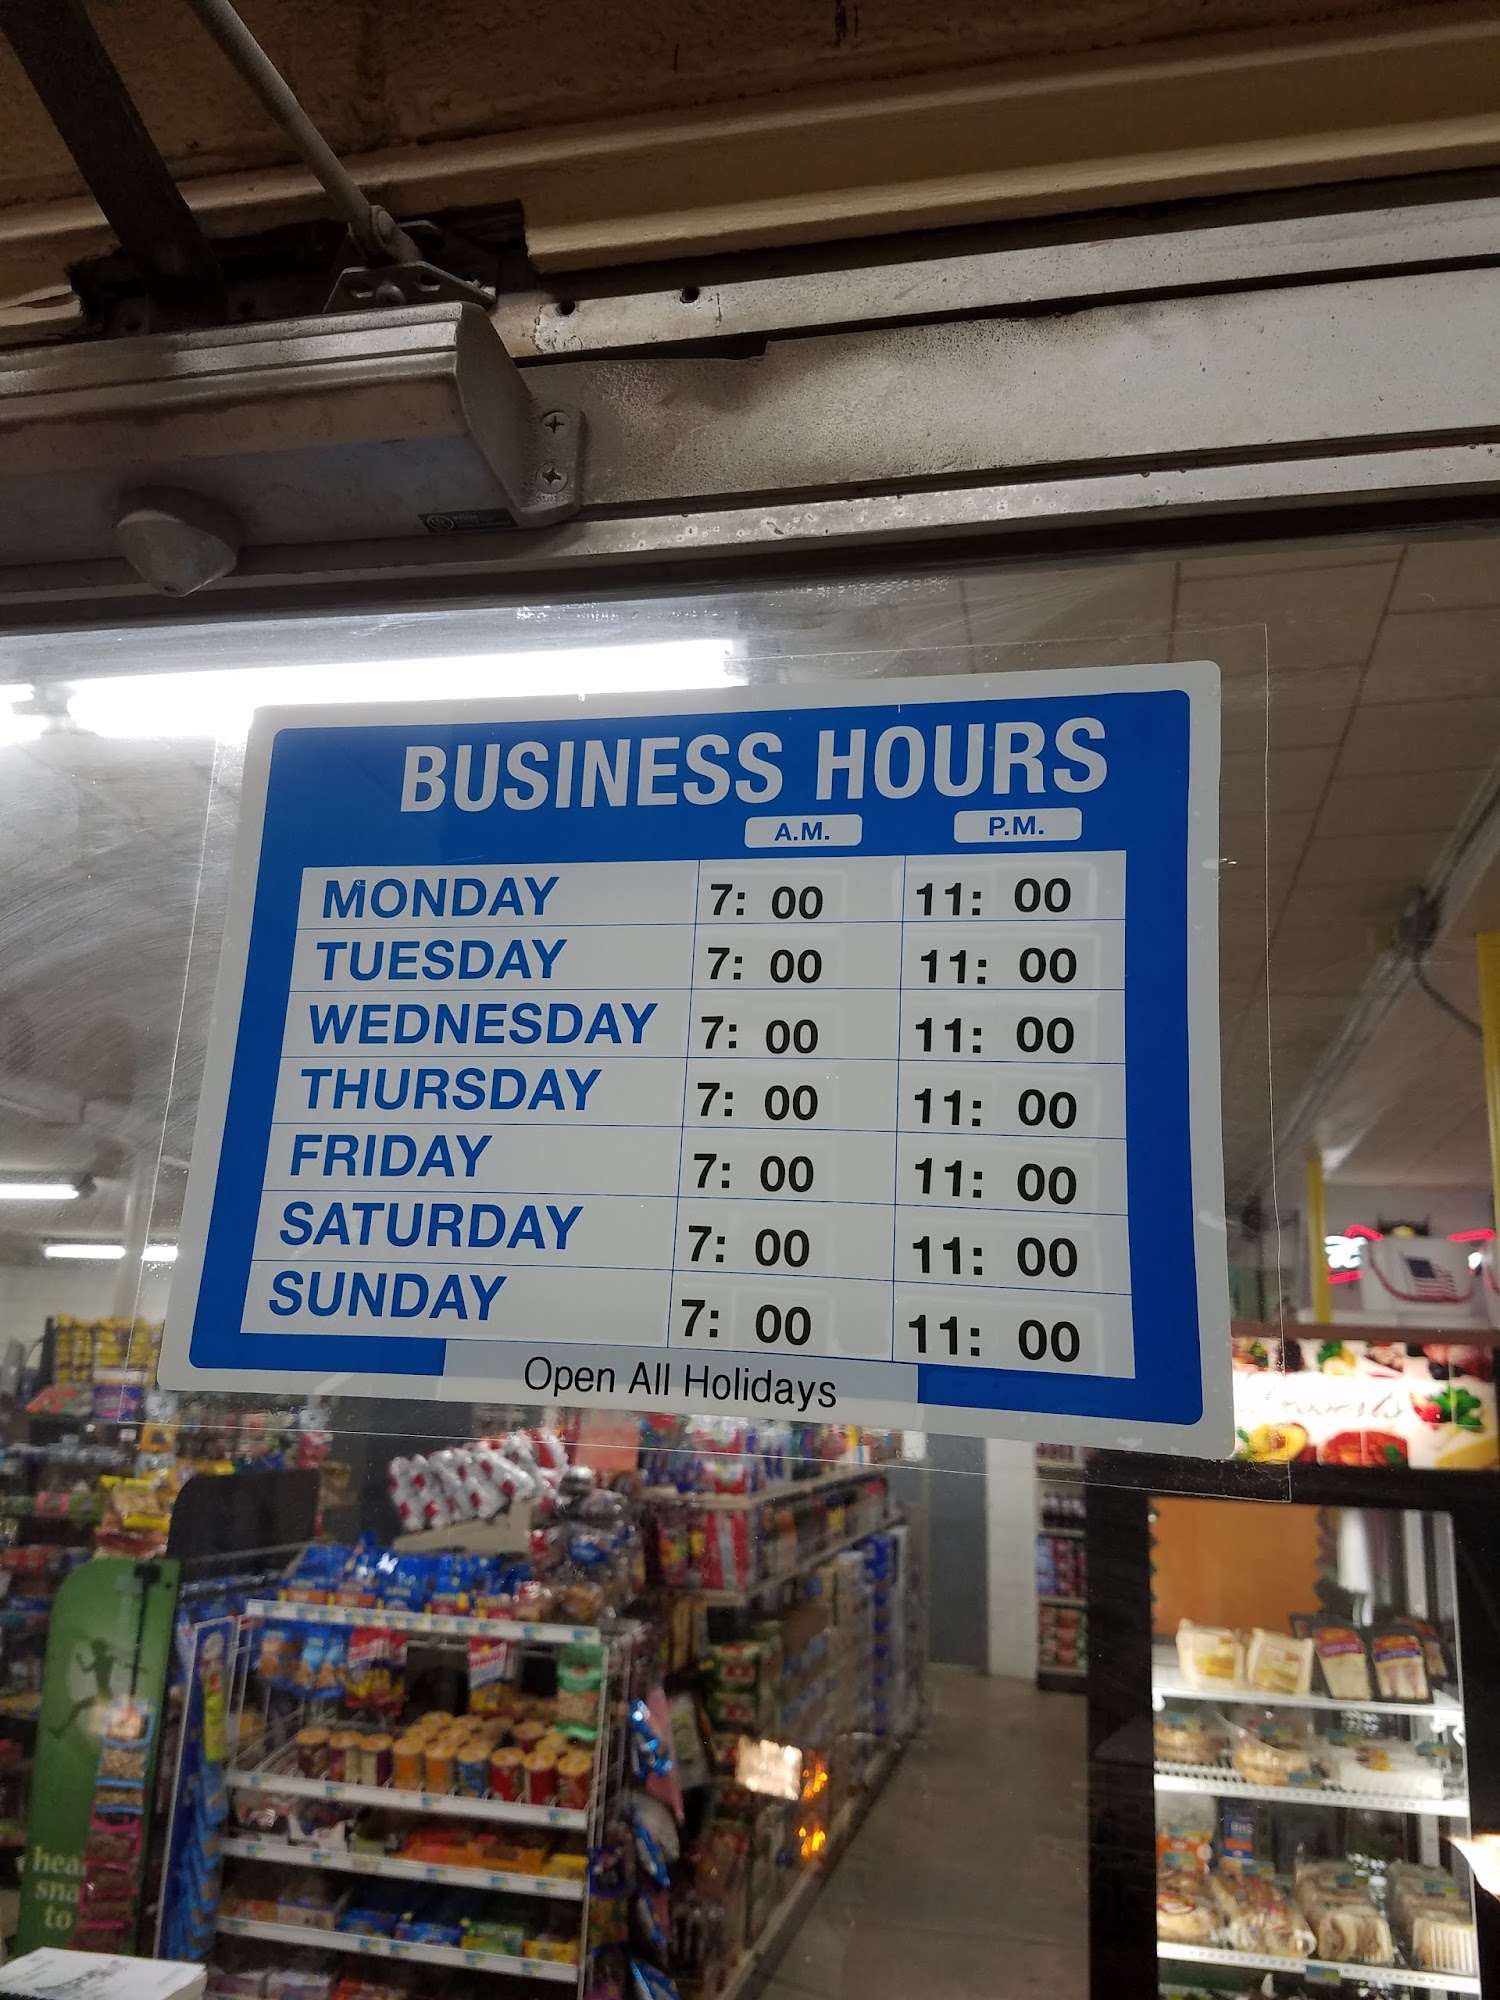 BUSINESS HOURS
A.M. P.M.
MONDAY 7: 00 11: 00
TUESDAY 7: 00 11: 00
WEDNESDAY 7: 00 11: 00
THURSDAY 7: 00 11: 00
FRIDAY 7: 00 11: 00
SATURDAY 7: 00 11: 00
SUNDAY 7: 00 11: 00
Open All Holidays
to